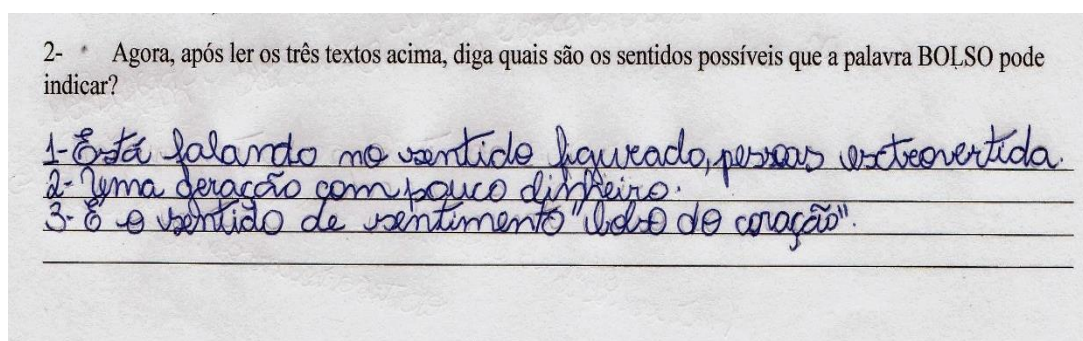 2- Agora, após ler os três textos acima, diga quais são os sentidos possíveis que a palavra BOLSO pode
indicar?
1- Está falando no sentido figurado, pessoas extrovertida.
2- Uma geração com pouco dinheiro.
3- É o sentido de sentimento "bolso do coração".